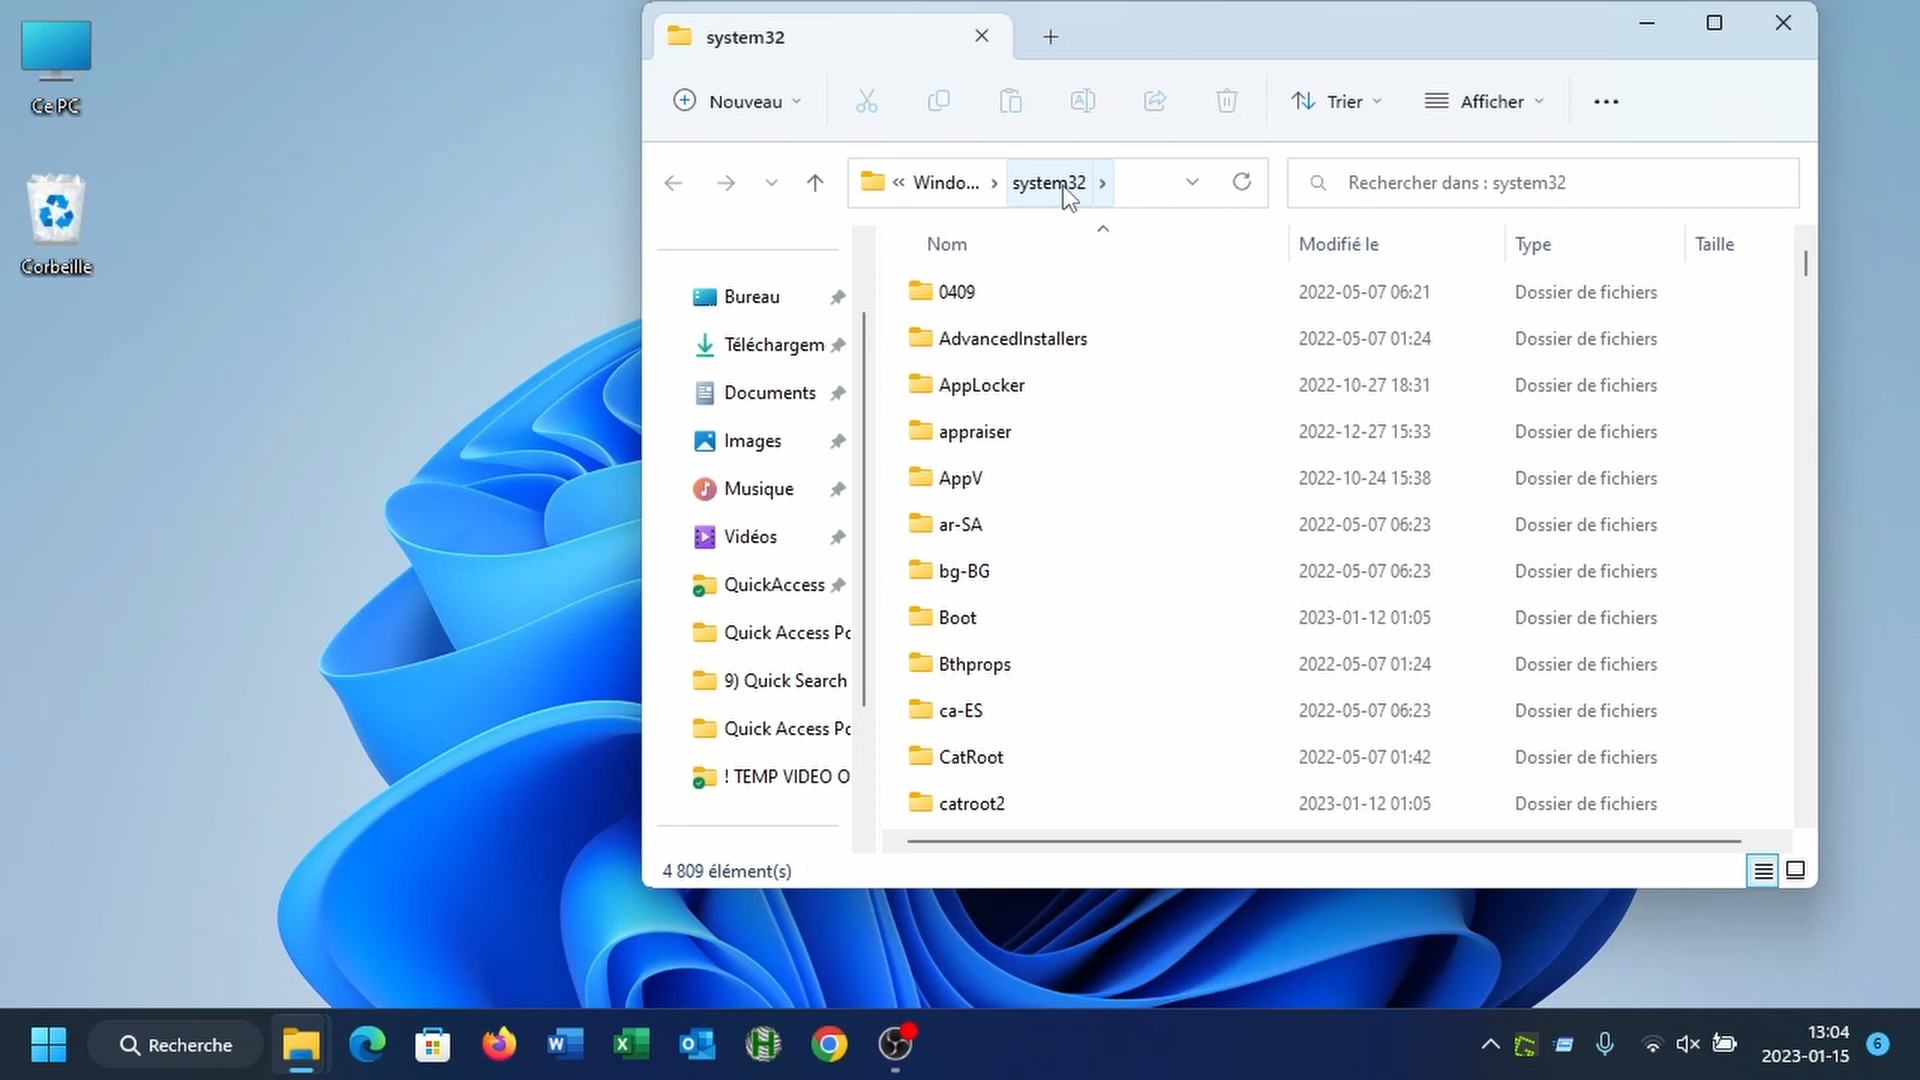 Ce PC
Corbeille
system32
Nouveau
Trier
Afficher
« Windo... › system32 ›
Rechercher dans : system32
Nom Modifié le Type Taille
Bureau
Téléchargem
Documents
Images
Musique
Vidéos
QuickAccess
Quick Access Pc
9) Quick Search
Quick Access Pc
! TEMP VIDEO O
0409 2022-05-07 06:21 Dossier de fichiers
AdvancedInstallers 2022-05-07 01:24 Dossier de fichiers
AppLocker 2022-10-27 18:31 Dossier de fichiers
appraiser 2022-12-27 15:33 Dossier de fichiers
AppV 2022-10-24 15:38 Dossier de fichiers
ar-SA 2022-05-07 06:23 Dossier de fichiers
bg-BG 2022-05-07 06:23 Dossier de fichiers
Boot 2023-01-12 01:05 Dossier de fichiers
Bthprops 2022-05-07 01:24 Dossier de fichiers
ca-ES 2022-05-07 06:23 Dossier de fichiers
CatRoot 2022-05-07 01:42 Dossier de fichiers
catroot2 2023-01-12 01:05 Dossier de fichiers
4 809 élément(s)
Recherche
13:04
2023-01-15
6